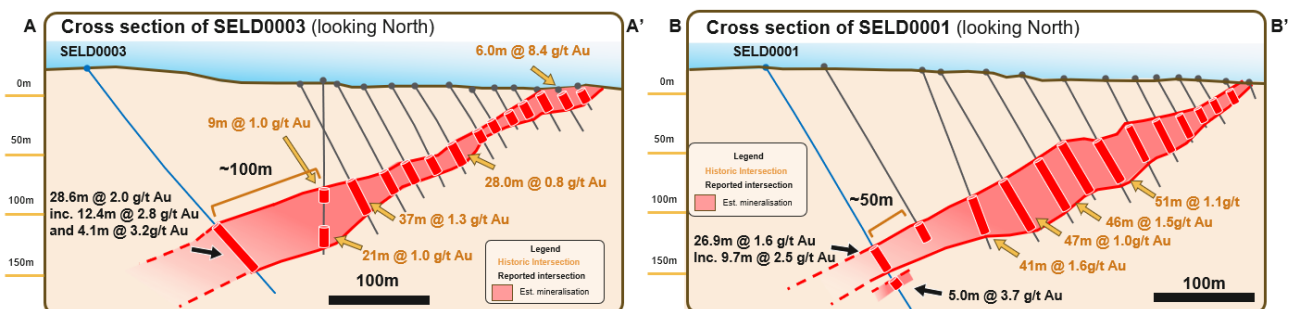 A
Cross section of SELD0003 (looking North)
A'
SELD0003
6.0m @ 8.4 g/t Au
0m
50m
100m
150m
9m @ 1.0 g/t Au
~100m
28.6m @ 2.0 g/t Au
inc. 12.4m @ 2.8 g/t Au
and 4.1m @ 3.2g/t Au
28.0m @ 0.8 g/t Au
37m @ 1.3 g/t Au
21m @ 1.0 g/t Au
100m
Legend
Historic Intersection
Reported intersection
Est. mineralisation
B
Cross section of SELD0001 (looking North)
B'
SELD0001
0m
50m
100m
150m
Legend
Historic Intersection
Reported intersection
Est. mineralisation
~50m
26.9m @ 1.6 g/t Au
Inc. 9.7m @ 2.5 g/t Au
51m @ 1.1g/t
46m @ 1.5g/t Au
47m @ 1.0g/t Au
41m @ 1.6g/t Au
5.0m @ 3.7 g/t Au
100m